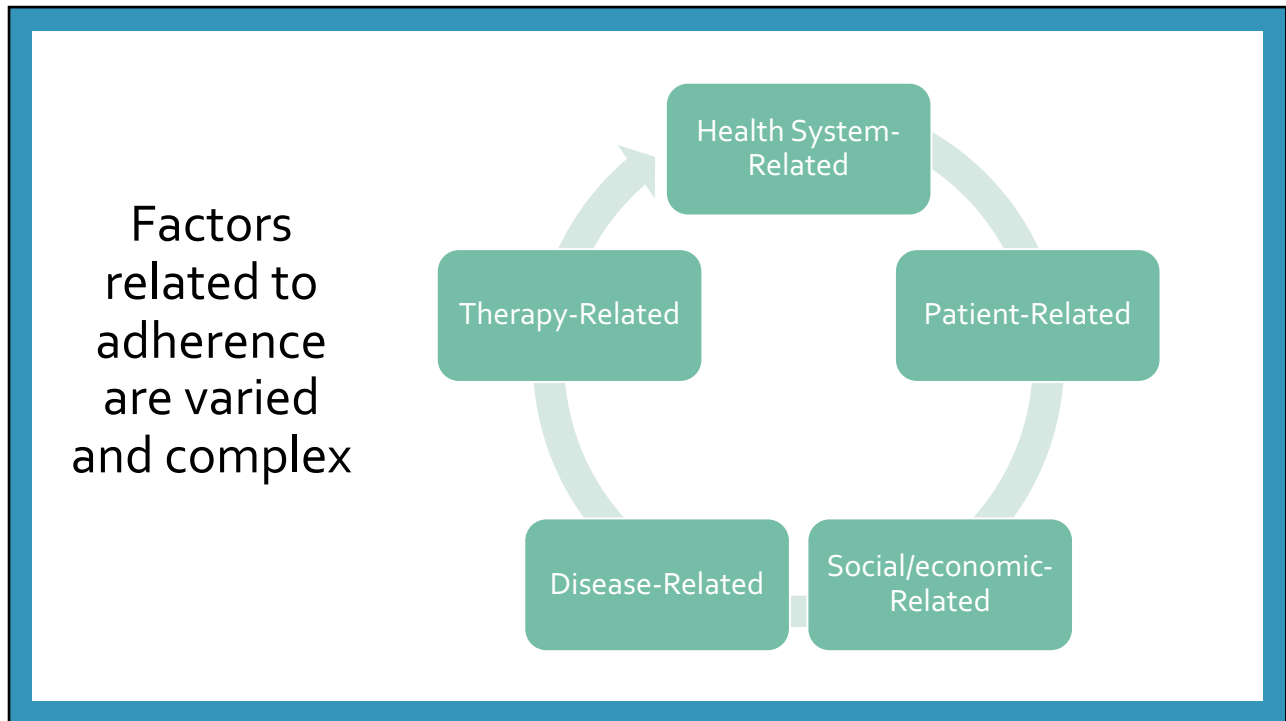 Factors
related to
adherence
are varied
and complex
Health System-
Related
Patient-Related
Social/economic-
Related
Disease-Related
Therapy-Related